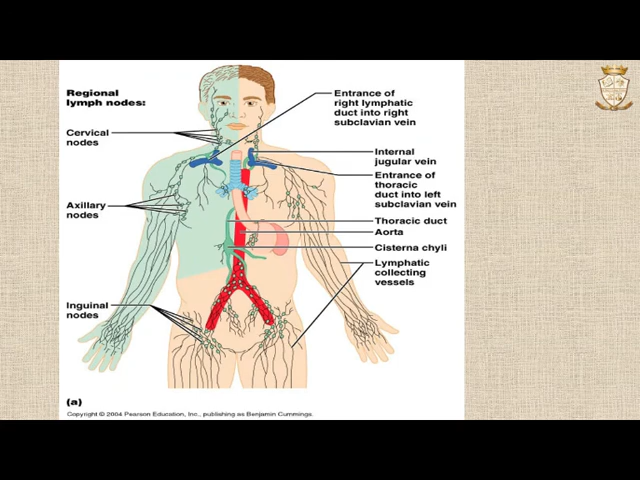 Regional
lymph nodes:
Cervical
nodes
Axillary
nodes
Inguinal
nodes
Entrance of
right lymphatic
duct into right
subclavian vein
Internal
jugular vein
Entrance of
thoracic
duct into left
subclavian vein
Thoracic duct
Aorta
Cisterna chyli
Lymphatic
collecting
vessels
(a)
Copyright © 2004 Pearson Education, Inc., publishing as Benjamin Cummings.